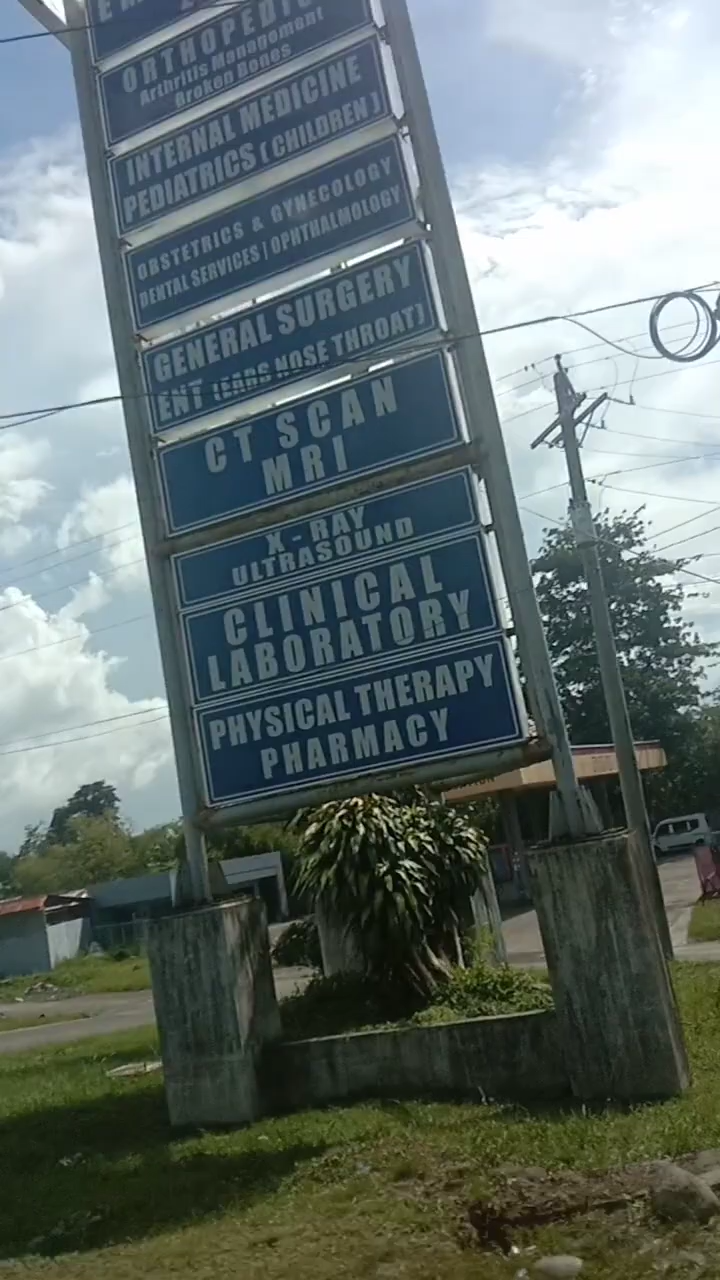 ORTHOPEDIC
Arthritis Management
Broken Bones
INTERNAL MEDICINE
PEDIATRICS ( CHILDREN )
OBSTETRICS & GYNECOLOGY
DENTAL SERVICES | OPHTHALMOLOGY
GENERAL SURGERY
ENT (EARS NOSE THROAT)
CT SCAN
MRI
X - RAY
ULTRASOUND
CLINICAL
LABORATORY
PHYSICAL THERAPY
PHARMACY